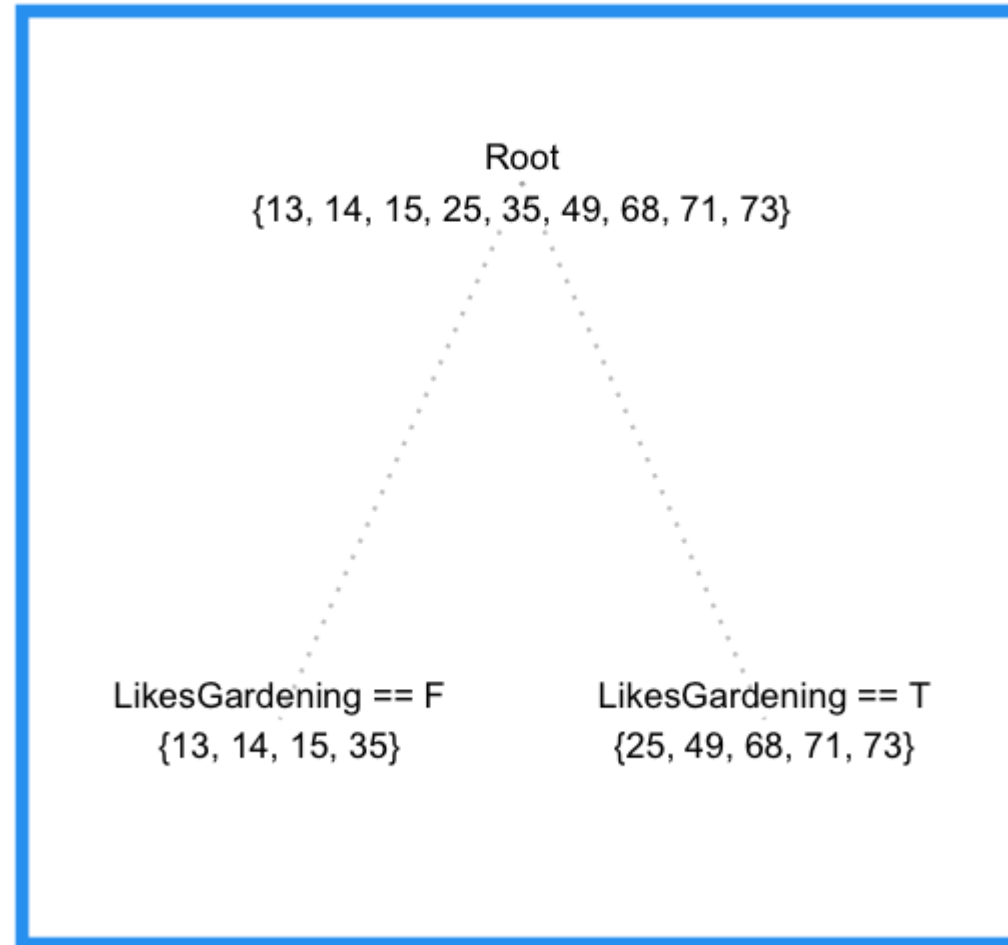 Root
{13, 14, 15, 25, 35, 49, 68, 71, 73}
LikesGardening == F
{13, 14, 15, 35}
LikesGardening == T
{25, 49, 68, 71, 73}